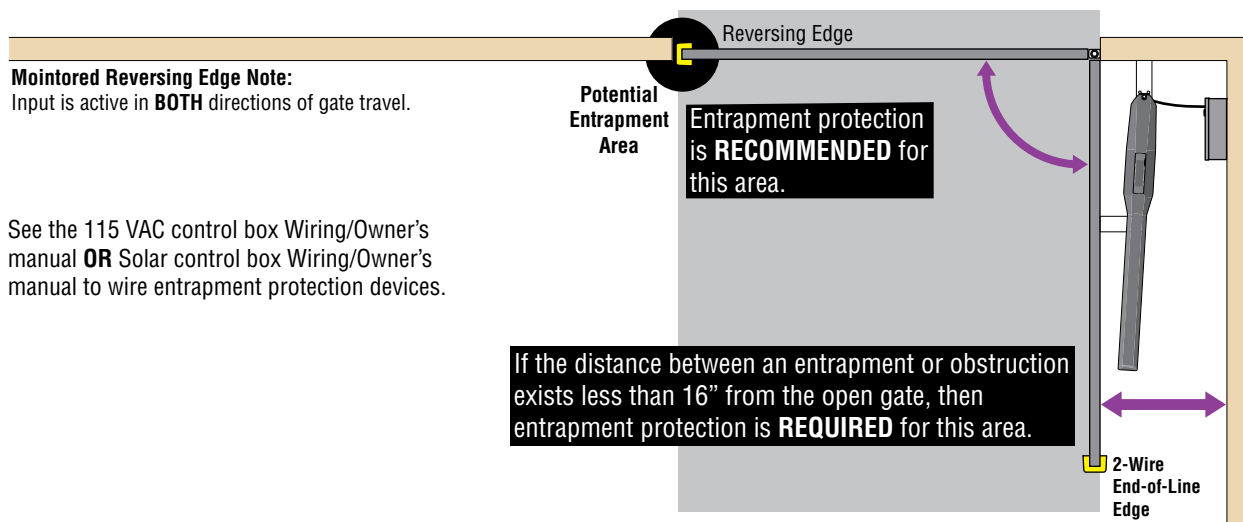 Reversing Edge
Mointored Reversing Edge Note:
Input is active in BOTH directions of gate travel.
Potential
Entrapment
Area
Entrapment protection
is RECOMMENDED for
this area.
See the 115 VAC control box Wiring/Owner’s
manual OR Solar control box Wiring/Owner’s
manual to wire entrapment protection devices.
If the distance between an entrapment or obstruction
exists less than 16” from the open gate, then
entrapment protection is REQUIRED for this area.
2-Wire
End-of-Line
Edge